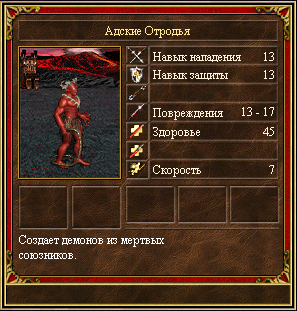 Адские Отродья
Навык нападения 13
Навык защиты 13
Повреждения 13 - 17
Здоровье 45
Скорость 7
Создает демонов из мертвых
союзников.